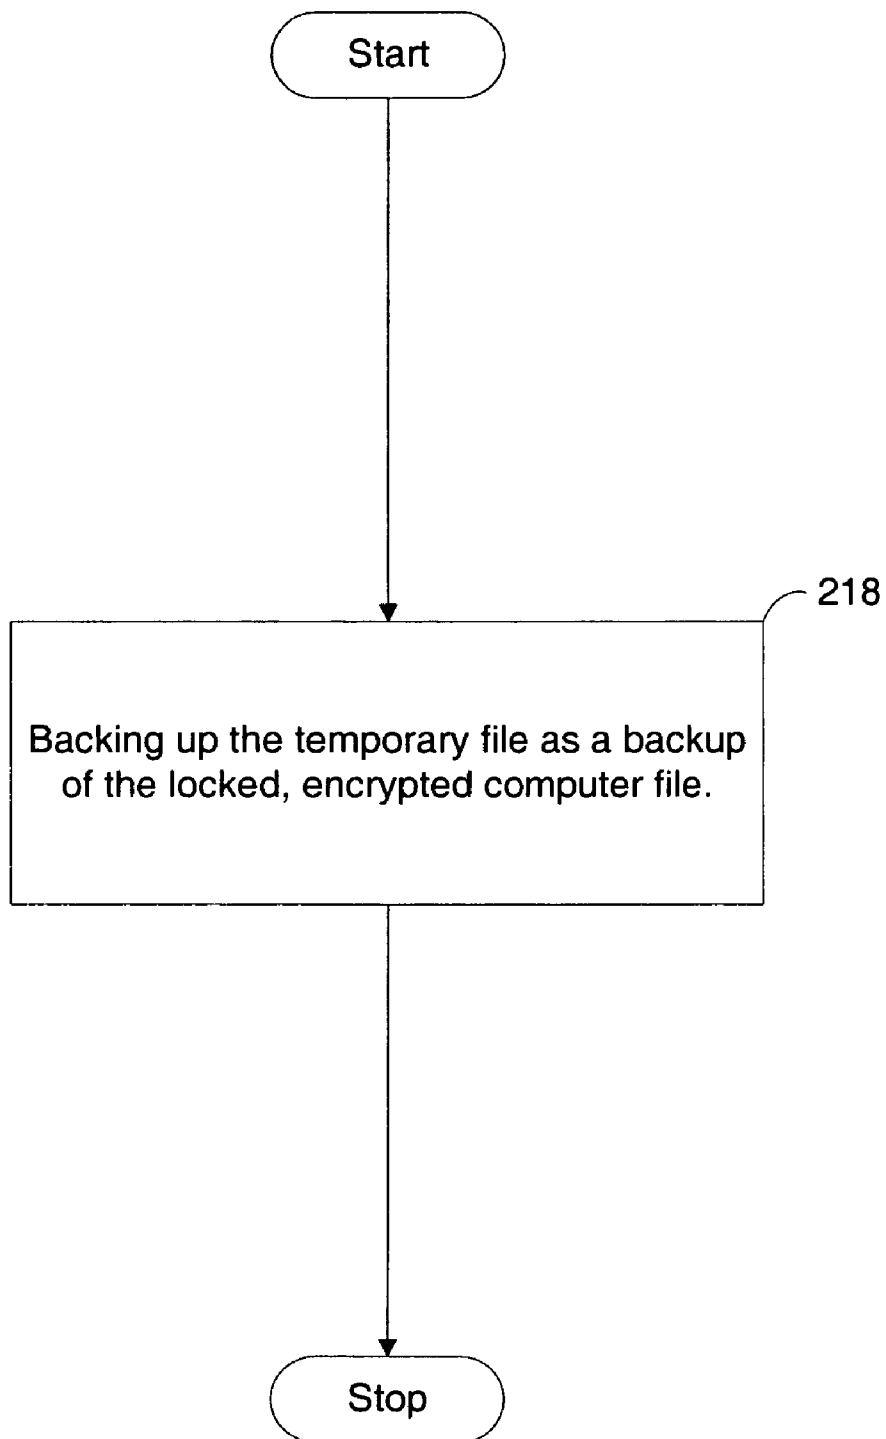 Start
218
Backing up the temporary file as a backup
of the locked, encrypted computer file.
Stop